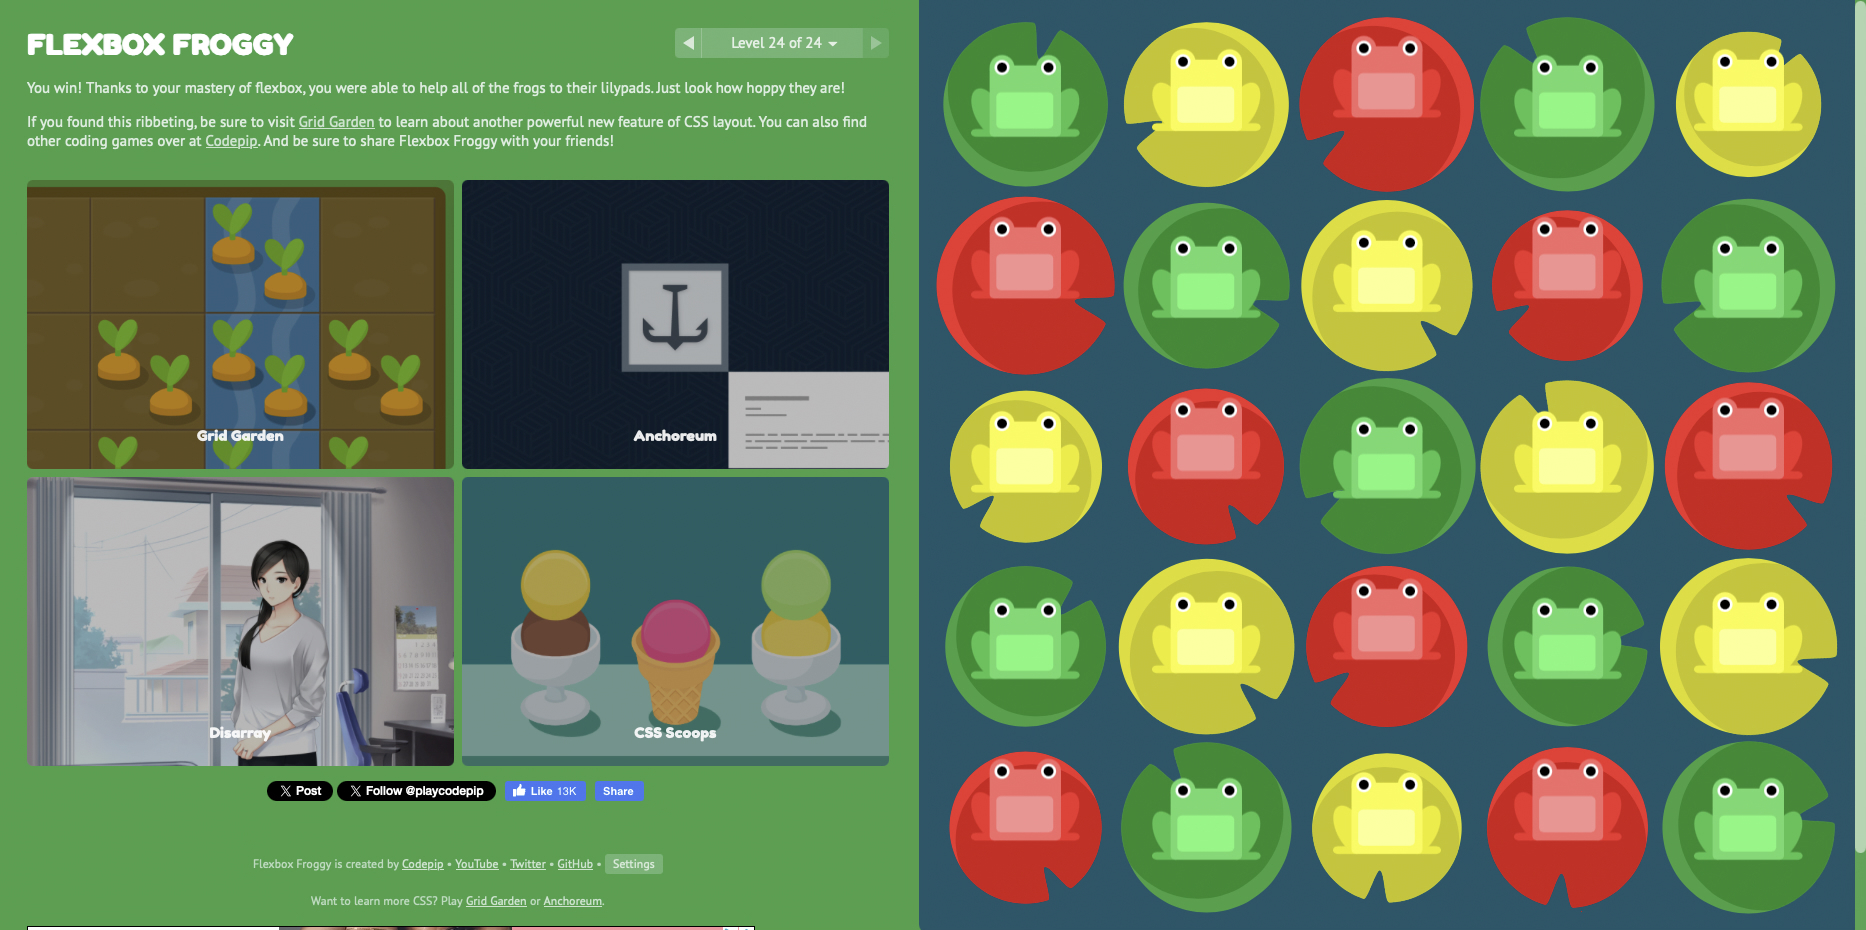 FLEXBOX FROGGY
Level 24 of 24
You win! Thanks to your mastery of flexbox, you were able to help all of the frogs to their lilypads. Just look how hoppy they are!
If you found this ribbeting, be sure to visit Grid Garden to learn about another powerful new feature of CSS layout. You can also find
other coding games over at Codepip. And be sure to share Flexbox Froggy with your friends!
Grid Garden
Anchoreum
Disarray
CSS Scoops
Post
Follow @playcodepip
Like 13K
Share
Flexbox Froggy is created by Codepip • YouTube • Twitter • GitHub • Settings
Want to learn more CSS? Play Grid Garden or Anchoreum.